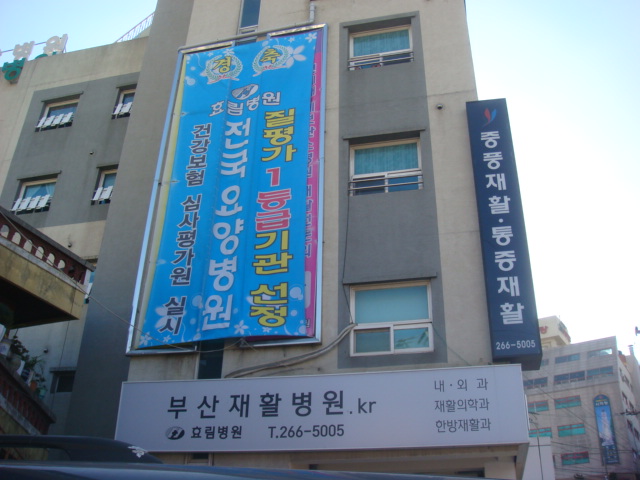 병원
경 축
효림병원
질평가 1등급기관 선정
전국 요양병원
건강보험 심사평가원 실시
중풍재활·통증재활
266-5005
부산재활병원.kr
효림병원 T.266-5005
내·외과
재활의학과
한방재활과